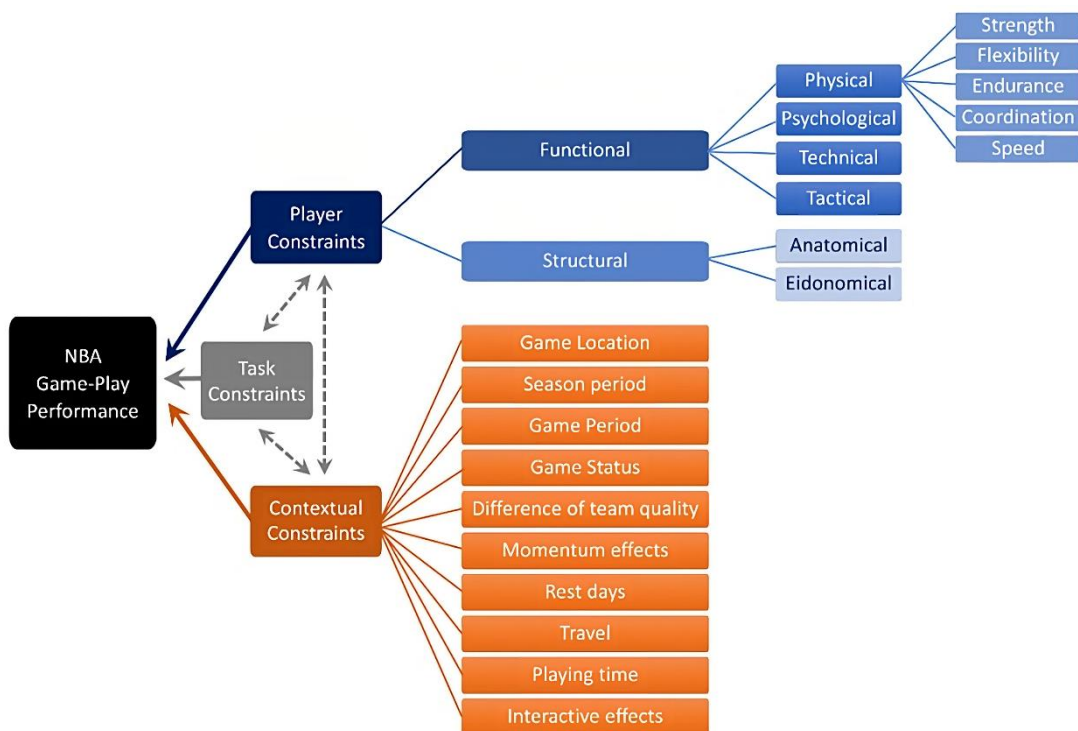 NBA
Game-Play
Performance
Player
Constraints
Task
Constraints
Contextual
Constraints
Functional
Structural
Physical
Psychological
Technical
Tactical
Strength
Flexibility
Endurance
Coordination
Speed
Anatomical
Eidonomical
Game Location
Season period
Game Period
Game Status
Difference of team quality
Momentum effects
Rest days
Travel
Playing time
Interactive effects